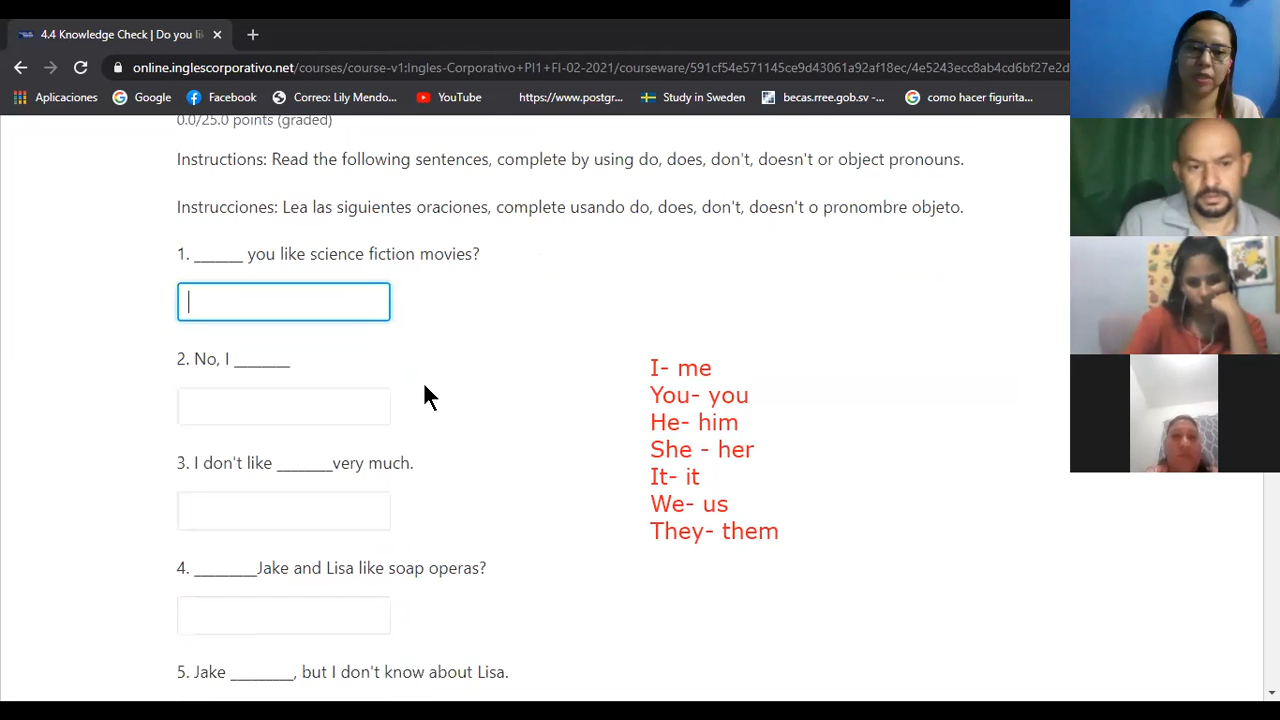 4.4 Knowledge Check | Do you li
online.inglescorporativo.net/courses/course-v1:Ingles-Corporativo+PI1+FI-02-2021/courseware/591cf54e571145ce9d43061a92af18ec/4e5243ecc8ab4cd6bf27e2d
Aplicaciones Google Facebook Correo: Lily Mendo... YouTube https://www.postgr... Study in Sweden becas.rree.gob.sv -... como hacer figurita...
0.0/25.0 points (graded)
Instructions: Read the following sentences, complete by using do, does, don't, doesn't or object pronouns.
Instrucciones: Lea las siguientes oraciones, complete usando do, does, don't, doesn't o pronombre objeto.
1. ______ you like science fiction movies?
2. No, I _______
3. I don't like _______very much.
4. ________Jake and Lisa like soap operas?
5. Jake ________, but I don't know about Lisa.
I- me
You- you
He- him
She - her
It- it
We- us
They- them